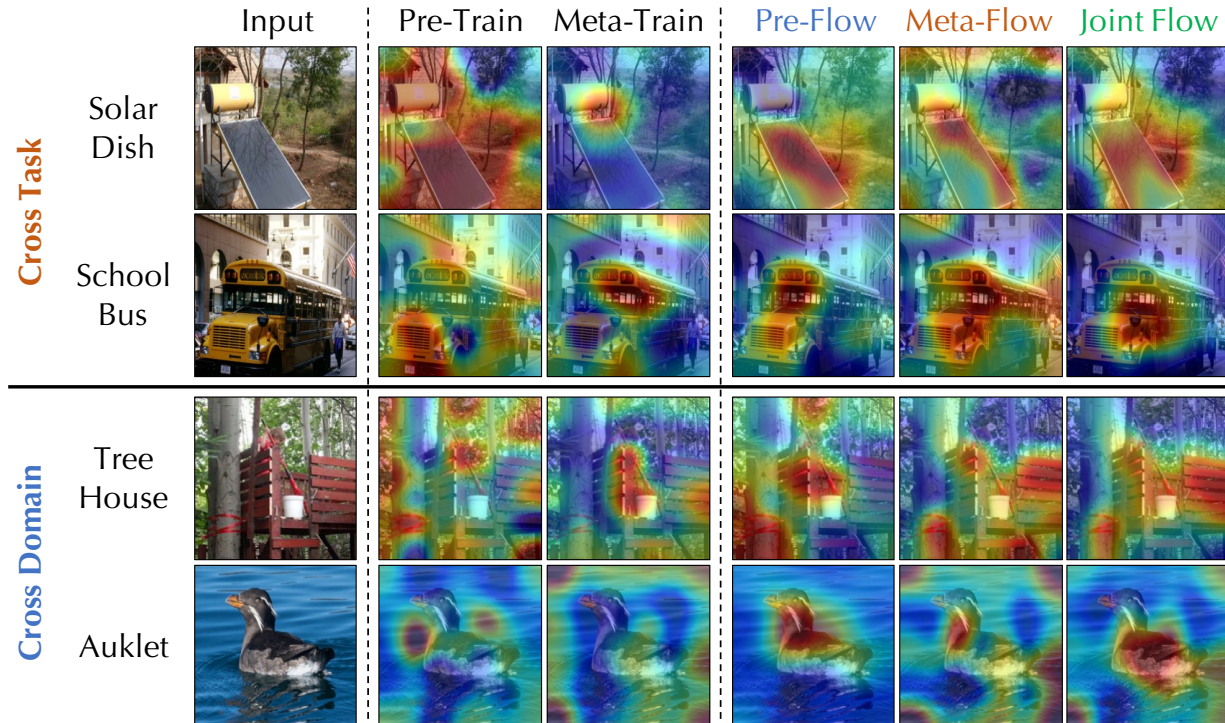 Input
Pre-Train
Meta-Train
Pre-Flow
Meta-Flow
Joint Flow
Cross Task
Solar
Dish
School
Bus
Cross Domain
Tree
House
Auklet